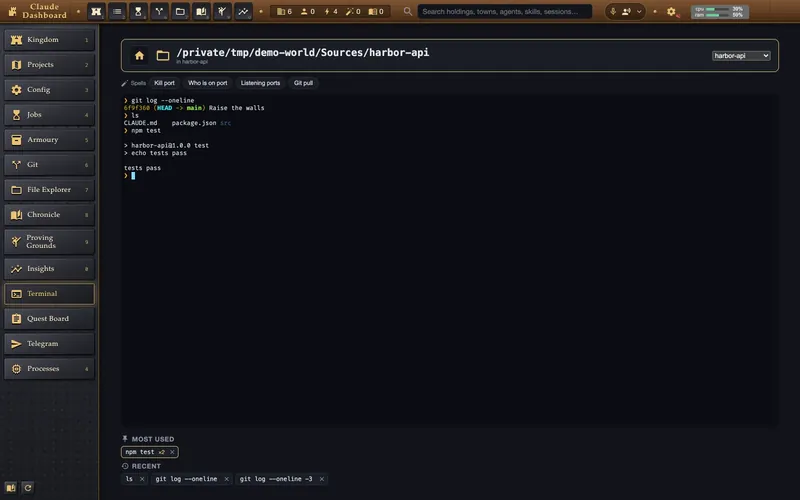 Claude Dashboard
6
0
4
0
0
Search holdings, towns, agents, skills, sessions...
cpu 39%
ram 50%
Kingdom 1
Projects 2
Config 3
Jobs 4
Armoury 5
Git 6
File Explorer 7
Chronicle 8
Proving Grounds 9
Insights 0
Terminal
Quest Board
Telegram
Processes
/private/tmp/demo-world/Sources/harbor-api
in harbor-api
harbor-api
Spells Kill port Who is on port Listening ports Git pull
❯ git log --oneline
6f9f360 (HEAD -> main) Raise the walls
❯ ls
CLAUDE.md package.json src
❯ npm test
> harbor-api@1.0.0 test
> echo tests pass
tests pass
❯
MOST USED
npm test ×2 ×
RECENT
ls × git log --oneline × git log --oneline -3 ×